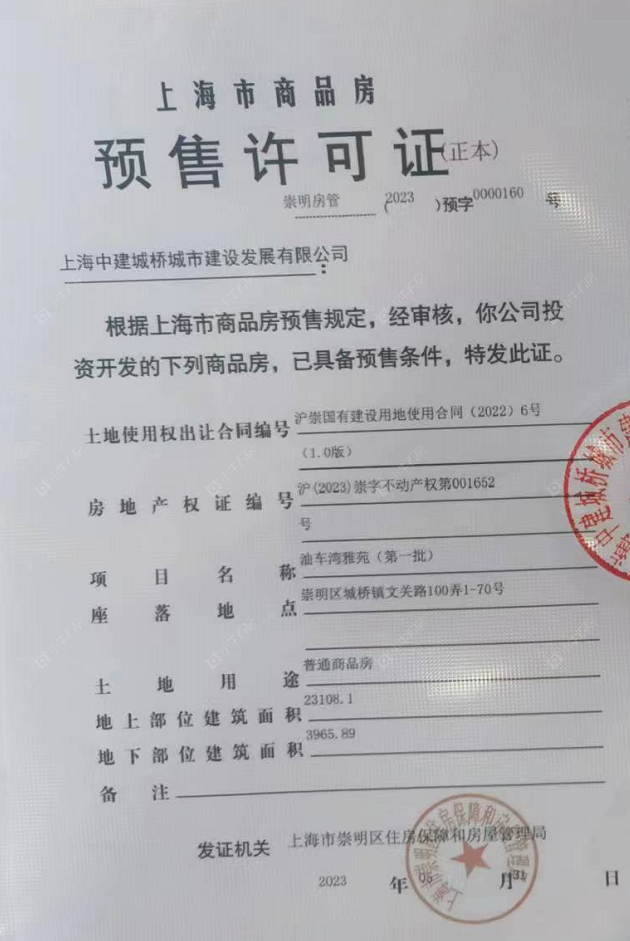 上海市商品房
预售许可证(正本)
崇明房管(2023)预字0000160号
上海中建城桥城市建设发展有限公司:
根据上海市商品房预售规定，经审核，你公司投
资开发的下列商品房，已具备预售条件，特发此证。
土地使用权出让合同编号 沪崇国有建设用地使用合同（2022）6号
（1.0版）
房地产权证编号 沪(2023)崇字不动产权第001652
号
项目名称 油车湾雅苑（第一批）
座落地点 崇明区城桥镇文关路100弄1-70号
土地用途 普通商品房
地上部位建筑面积 23108.1
地下部位建筑面积 3965.89
备注
发证机关 上海市崇明区住房保障和房屋管理局
2023 年 05 月 31 日
中建城桥城市建